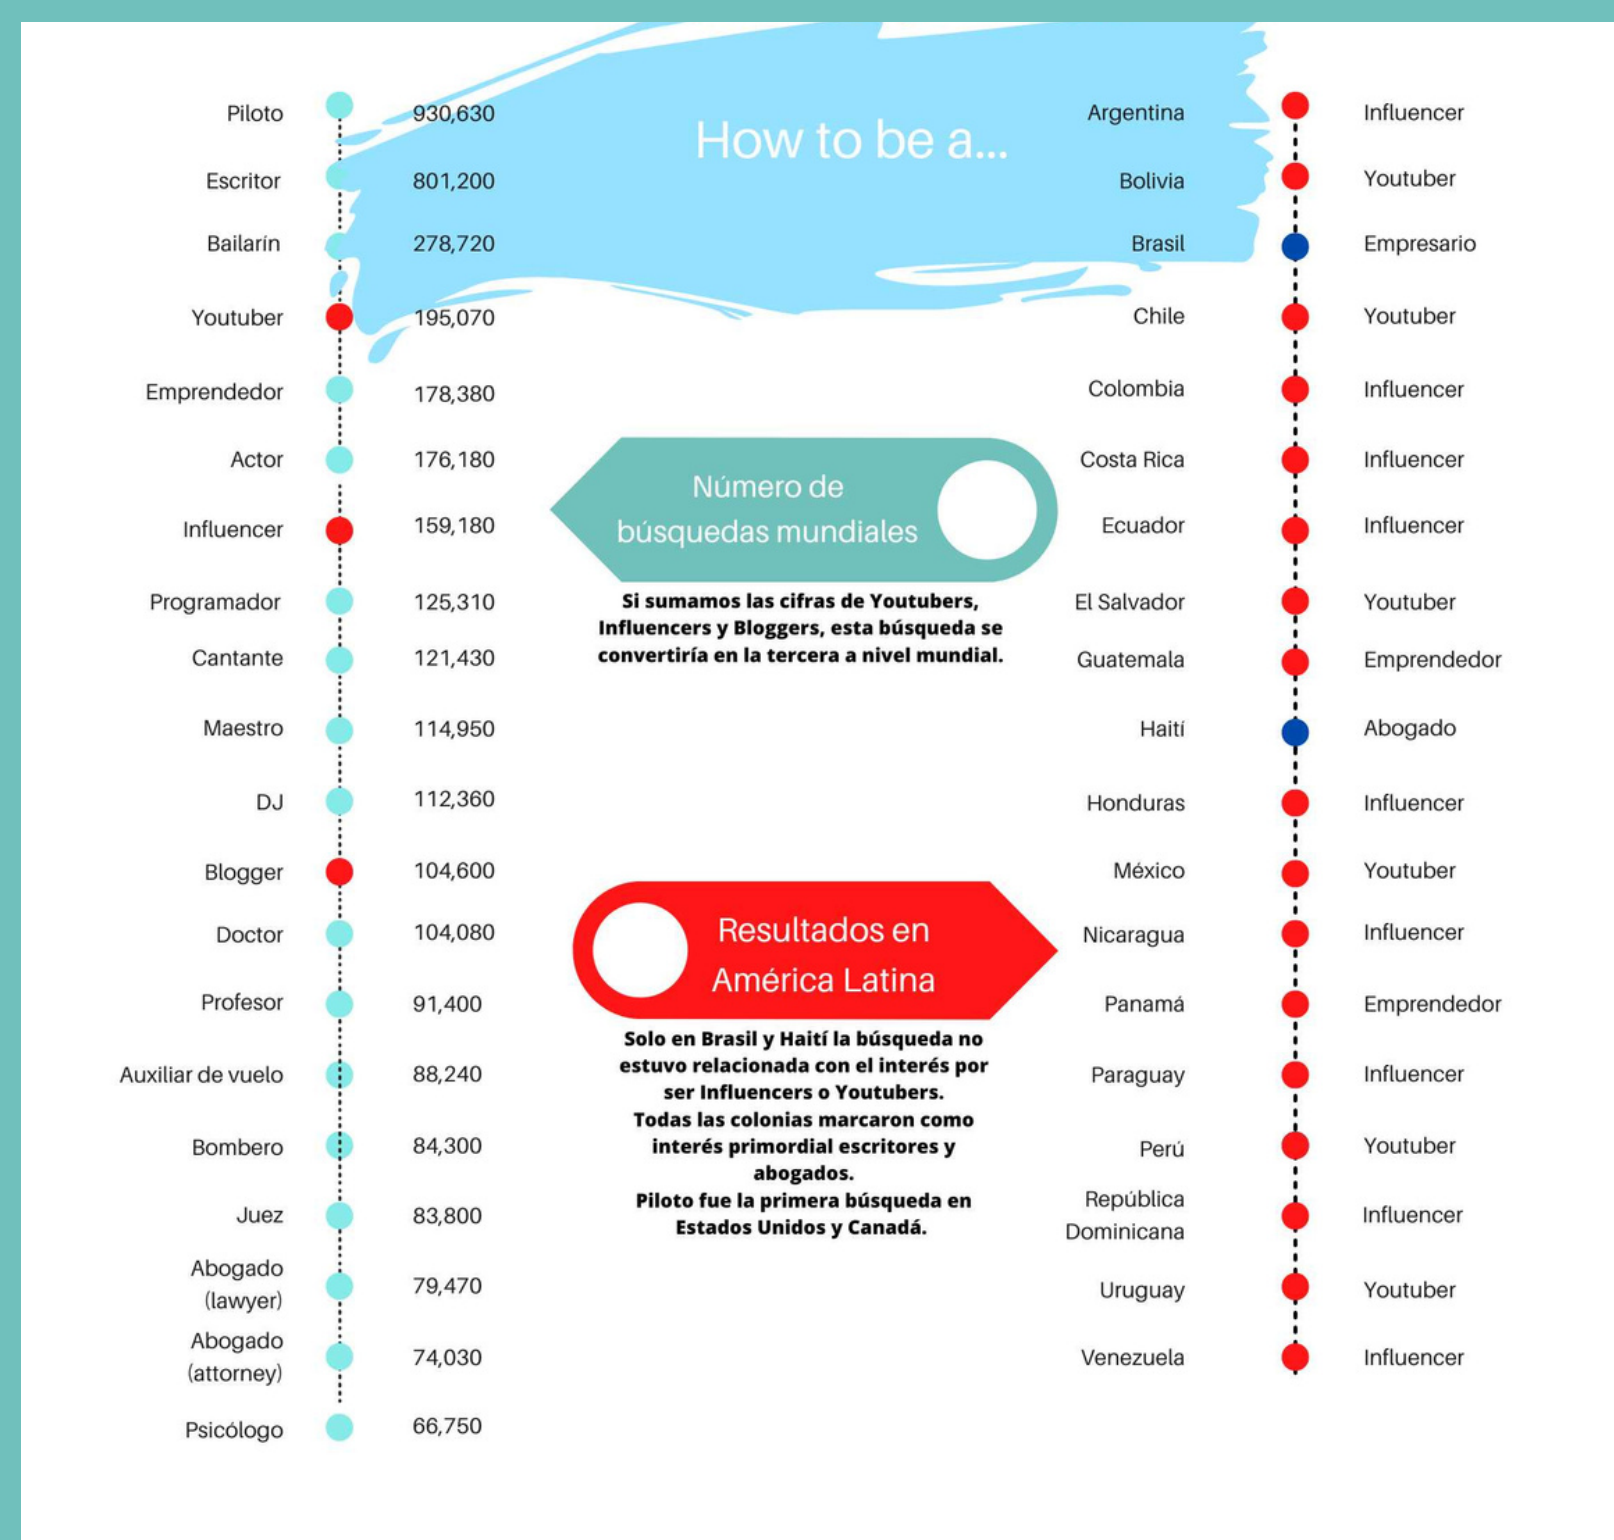 How to be a...
Piloto 930,630
Escritor 801,200
Bailarín 278,720
Youtuber 195,070
Emprendedor 178,380
Actor 176,180
Influencer 159,180
Programador 125,310
Cantante 121,430
Maestro 114,950
DJ 112,360
Blogger 104,600
Doctor 104,080
Profesor 91,400
Auxiliar de vuelo 88,240
Bombero 84,300
Juez 83,800
Abogado
(lawyer) 79,470
Abogado
(attorney) 74,030
Psicólogo 66,750
Número de
búsquedas mundiales
Si sumamos las cifras de Youtubers,
Influencers y Bloggers, esta búsqueda se
convertiría en la tercera a nivel mundial.
Resultados en
América Latina
Solo en Brasil y Haití la búsqueda no
estuvo relacionada con el interés por
ser Influencers o Youtubers.
Todas las colonias marcaron como
interés primordial escritores y
abogados.
Piloto fue la primera búsqueda en
Estados Unidos y Canadá.
Argentina Influencer
Bolivia Youtuber
Brasil Empresario
Chile Youtuber
Colombia Influencer
Costa Rica Influencer
Ecuador Influencer
El Salvador Youtuber
Guatemala Emprendedor
Haití Abogado
Honduras Influencer
México Youtuber
Nicaragua Influencer
Panamá Emprendedor
Paraguay Influencer
Perú Youtuber
República
Dominicana Influencer
Uruguay Youtuber
Venezuela Influencer